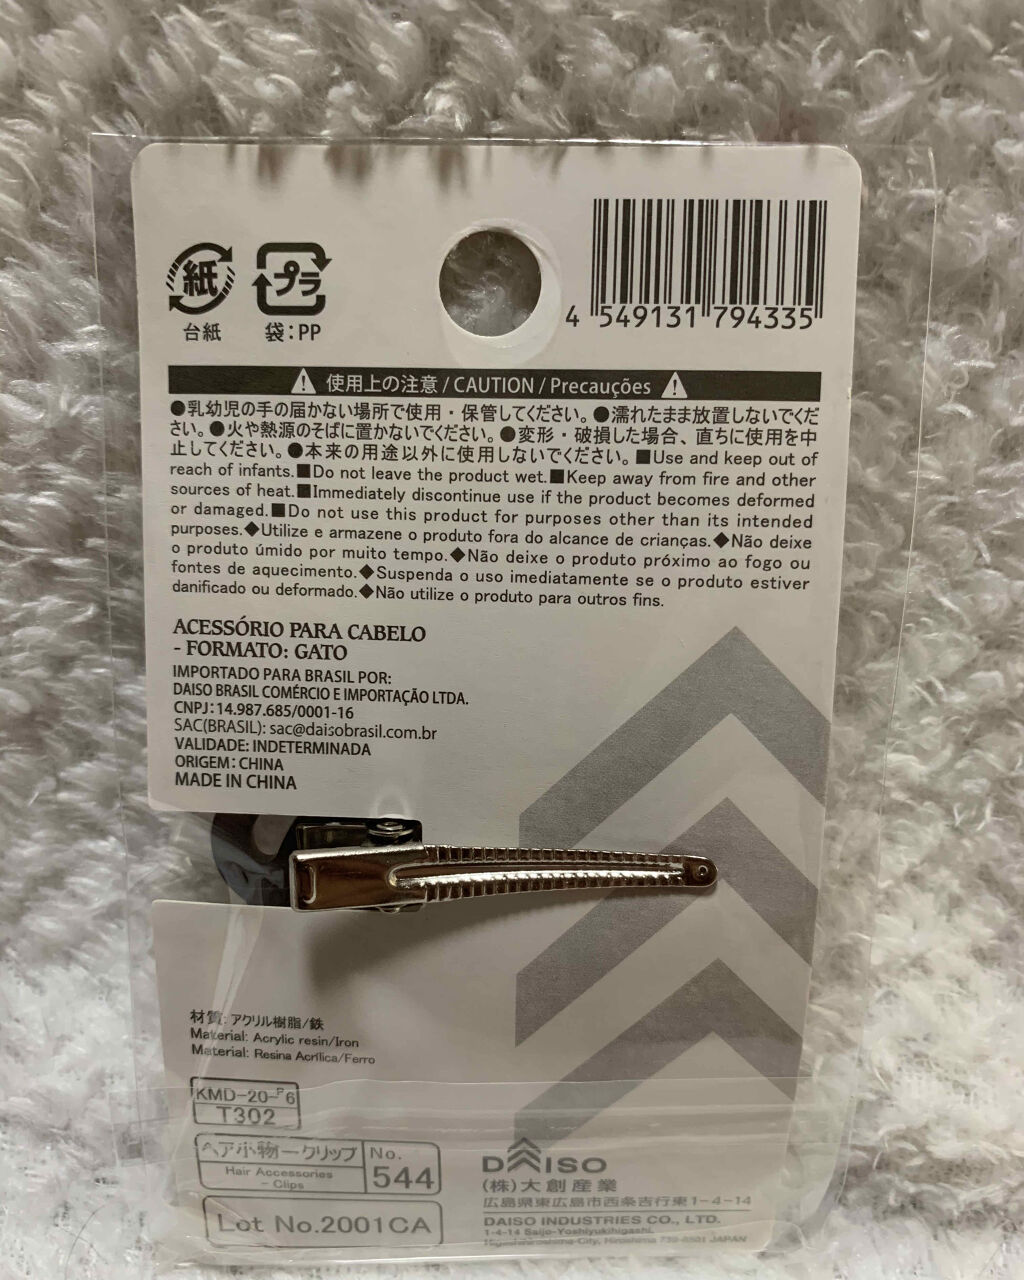 紙
台紙
プラ
袋:PP
4 549131 794335
使用上の注意 / CAUTION / Precauções
●乳幼児の手の届かない場所で使用・保管してください。●濡れたまま放置しないでくだ
さい。●火や熱源のそばに置かないでください。●変形・破損した場合、直ちに使用を中
止してください。●本来の用途以外に使用しないでください。■Use and keep out of
reach of infants.■Do not leave the product wet.■Keep away from fire and other
sources of heat.■Immediately discontinue use if the product becomes deformed
or damaged.■Do not use this product for purposes other than its intended
purposes.◆Utilize e armazene o produto fora do alcance de crianças.◆Não deixe
o produto úmido por muito tempo.◆Não deixe o produto próximo ao fogo ou
fontes de aquecimento.◆Suspenda o uso imediatamente se o produto estiver
danificado ou deformado.◆Não utilize o produto para outros fins.
ACESSÓRIO PARA CABELO
- FORMATO: GATO
IMPORTADO PARA BRASIL POR:
DAISO BRASIL COMÉRCIO E IMPORTAÇÃO LTDA.
CNPJ:14.987.685/0001-16
SAC(BRASIL): sac@daisobrasil.com.br
VALIDADE: INDETERMINADA
ORIGEM: CHINA
MADE IN CHINA
材質:アクリル樹脂/鉄
Material: Acrylic resin/Iron
Material: Resina Acrílica/Ferro
KMD-20-P6
T302
ヘア小物ークリップ No.
Hair Accessories
- Clips
544
Lot No.2001CA
DAISO
(株)大創産業
広島県東広島市西条吉行東1-4-14
DAISO INDUSTRIES CO., LTD.
1-4-14 Saijo-Yoshiyukihigashi,
Higashihiroshima-City, Hiroshima 739-8501 JAPAN